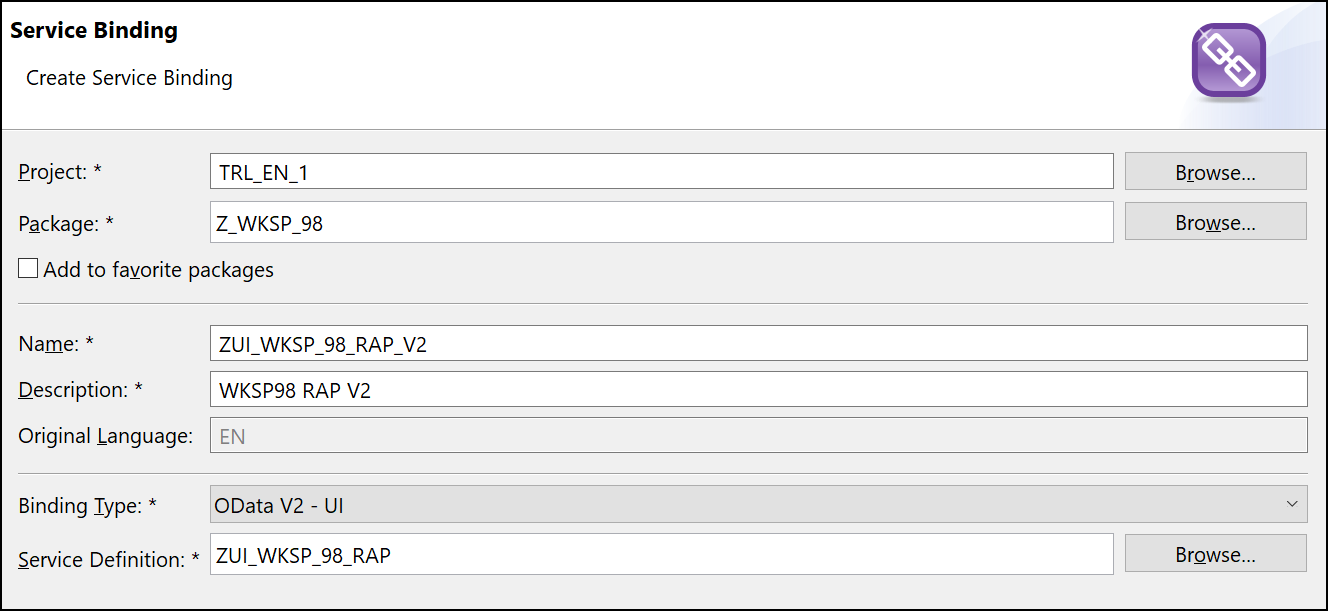 Service Binding
Create Service Binding
Project: * TRL_EN_1 Browse...
Package: * Z_WKSP_98 Browse...
Add to favorite packages
Name: * ZUI_WKSP_98_RAP_V2
Description: * WKSP98 RAP V2
Original Language: EN
Binding Type: * OData V2 - UI
Service Definition: * ZUI_WKSP_98_RAP Browse...